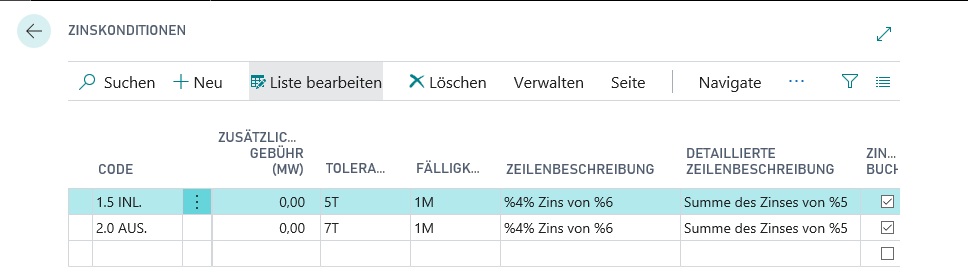 ZINSKONDITIONEN
Suchen Neu Liste bearbeiten Löschen Verwalten Seite Navigate ...
CODE ZUSÄTZLIC... GEBÜHR (MW) TOLERA... FÄLLIGK... ZEILENBESCHREIBUNG DETAILLIERTE ZEILENBESCHREIBUNG ZIN... BUCH
1.5 INL. 0,00 5T 1M %4% Zins von %6 Summe des Zinses von %5
2.0 AUS. 0,00 7T 1M %4% Zins von %6 Summe des Zinses von %5